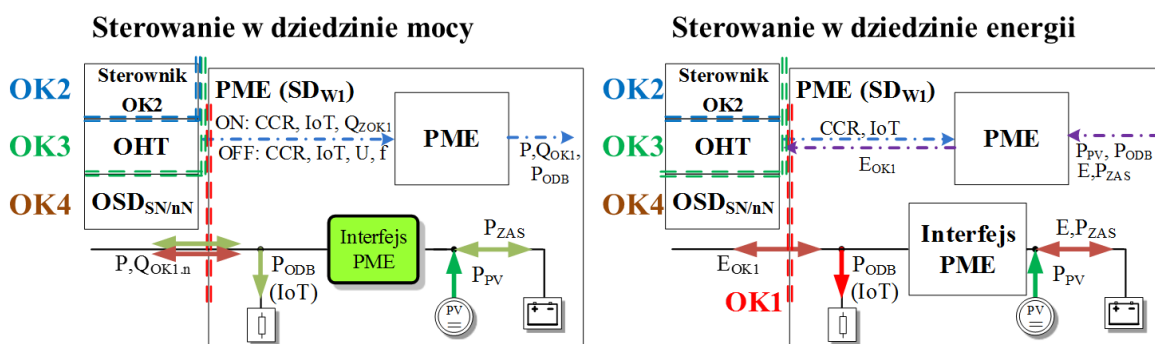 Sterowanie w dziedzinie mocy
OK2
Sterownik
OK2
OK3
OHT
OK4
OSDSN/nN
PME (SDW1)
ON: CCR, IoT, QZOK1
OFF: CCR, IoT, U, f
PME
P,QOK1,
PODB
P,QOK1.n
PODB
(IoT)
Interfejs
PME
PZAS
PPV
PV
Sterowanie w dziedzinie energii
OK2
Sterownik
OK2
OK3
OHT
OK4
OSDSN/nN
PME (SDW1)
CCR, IoT
EOK1
PME
PPV, PODB
E,PZAS
EOK1
OK1
PODB
(IoT)
Interfejs
PME
E,PZAS
PPV
PV